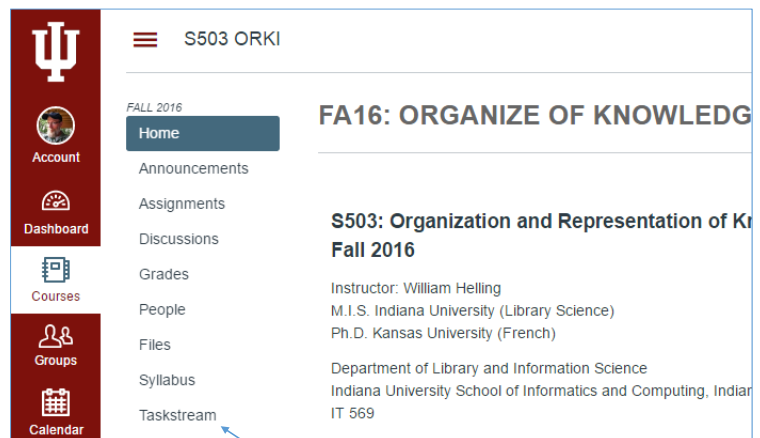 S503 ORKI
Account
Dashboard
Courses
Groups
Calendar
FALL 2016
Home
Announcements
Assignments
Discussions
Grades
People
Files
Syllabus
Taskstream
FA16: ORGANIZE OF KNOWLEDG
S503: Organization and Representation of Kn
Fall 2016
Instructor: William Helling
M.I.S. Indiana University (Library Science)
Ph.D. Kansas University (French)
Department of Library and Information Science
Indiana University School of Informatics and Computing, Indian
IT 569